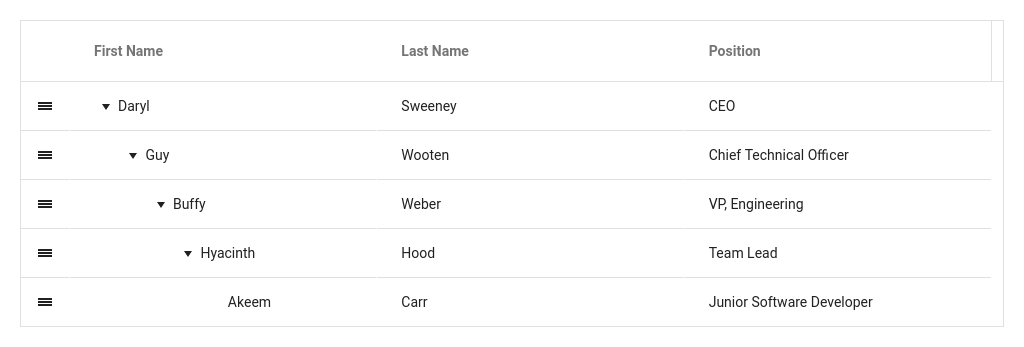 First Name Last Name Position
Daryl Sweeney CEO
Guy Wooten Chief Technical Officer
Buffy Weber VP, Engineering
Hyacinth Hood Team Lead
Akeem Carr Junior Software Developer